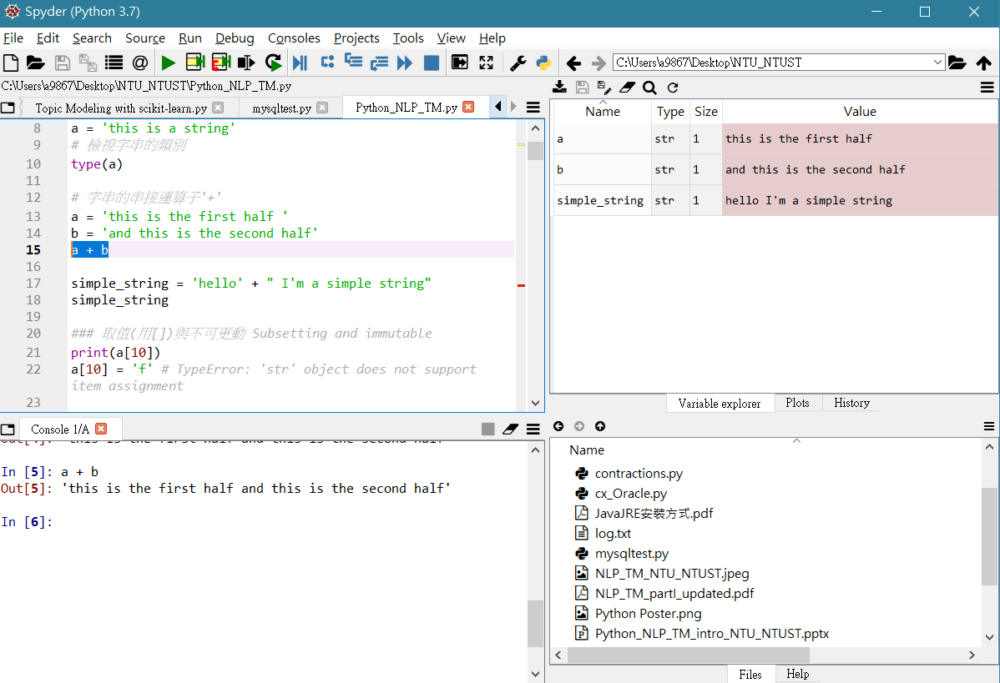 Spyder (Python 3.7)
File Edit Search Source Run Debug Consoles Projects Tools View Help
C:\Users\a9867\Desktop\NTU_NTUST
C:\Users\a9867\Desktop\NTU_NTUST\Python_NLP_TM.py
Topic Modeling with scikit-learn.py mysqltest.py Python_NLP_TM.py
8 a = 'this is a string'
9 # 檢視字串的類別
10 type(a)
11
12 # 字串的串接運算子'+'
13 a = 'this is the first half '
14 b = 'and this is the second half'
15 a + b
16
17 simple_string = 'hello' + " I'm a simple string"
18 simple_string
19
20 ### 取值(用[])與不可更動 Subsetting and immutable
21 print(a[10])
22 a[10] = 'f' # TypeError: 'str' object does not support
item assignment
23
Name Type Size Value
a str 1 this is the first half
b str 1 and this is the second half
simple_string str 1 hello I'm a simple string
Variable explorer Plots History
Console 1/A
Out[4]: 'this is the first half and this is the second half'
In [5]: a + b
Out[5]: 'this is the first half and this is the second half'
In [6]:
Name
contractions.py
cx_Oracle.py
JavaJRE安裝方式.pdf
log.txt
mysqltest.py
NLP_TM_NTU_NTUST.jpeg
NLP_TM_partI_updated.pdf
Python Poster.png
Python_NLP_TM_intro_NTU_NTUST.pptx
Files Help